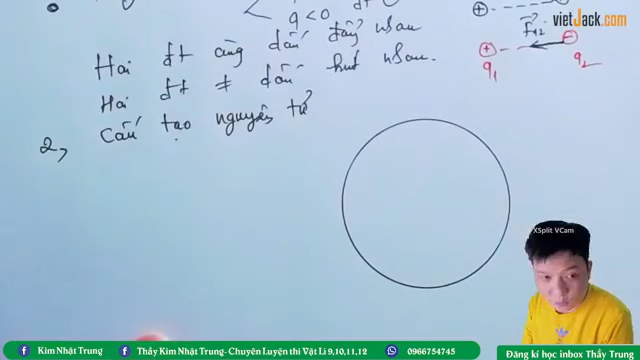 q < 0
vietJack.com
F₁₂
Hai đt cùng dấu đẩy nhau
q₁
q₂
Hai đt ≠ dấu hút nhau.
2, Cấu tạo nguyên tử
XSplit VCam
Kim Nhật Trung
Thầy Kim Nhật Trung- Chuyên Luyện thi Vật Lí 9,10,11,12
0966754745
Đăng kí học inbox Thầy Trung